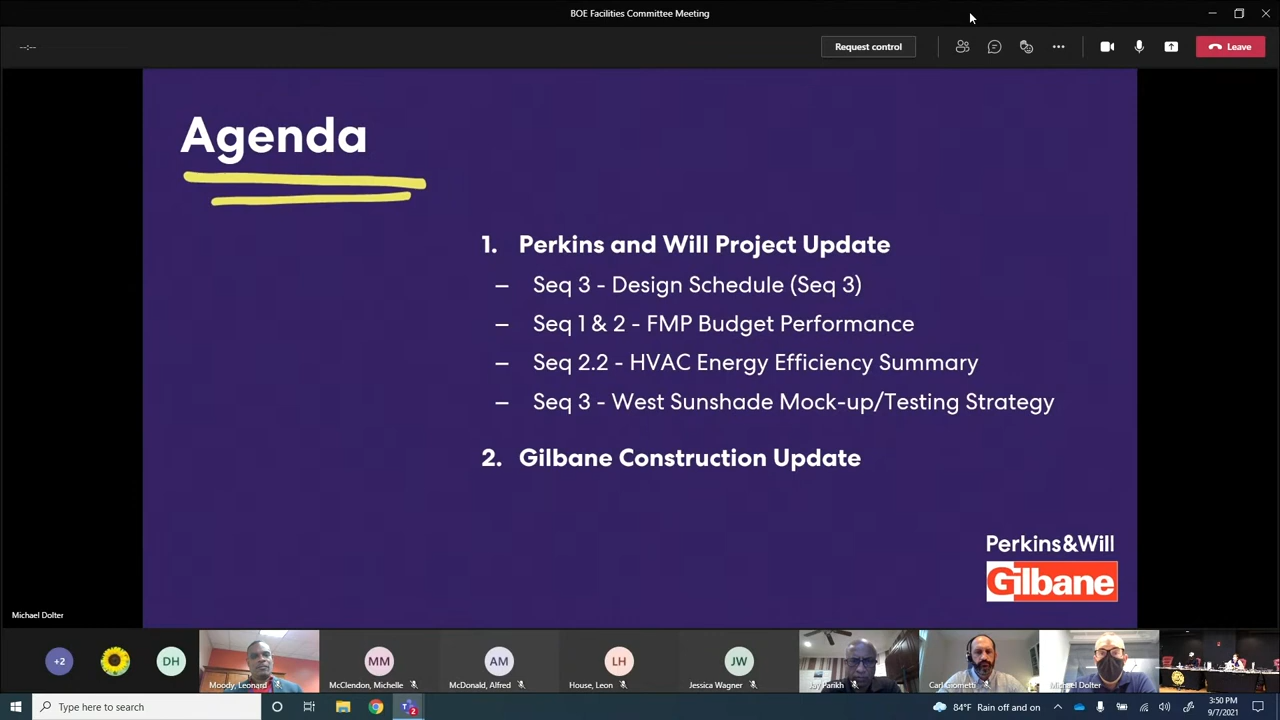 BOE Facilities Committee Meeting
--:--
Request control
Leave
Agenda
1. Perkins and Will Project Update
– Seq 3 - Design Schedule (Seq 3)
– Seq 1 & 2 - FMP Budget Performance
– Seq 2.2 - HVAC Energy Efficiency Summary
– Seq 3 - West Sunshade Mock-up/Testing Strategy
2. Gilbane Construction Update
Perkins&Will
Gilbane
Michael Dolter
+2 DH MM AM LH JW
Moody, Leonard McClendon, Michelle McDonald, Alfred House, Leon Jessica Wagner Jay Parikh Carl Giometti Michael Dolter
Type here to search
2
84°F Rain off and on
3:50 PM
9/7/2021